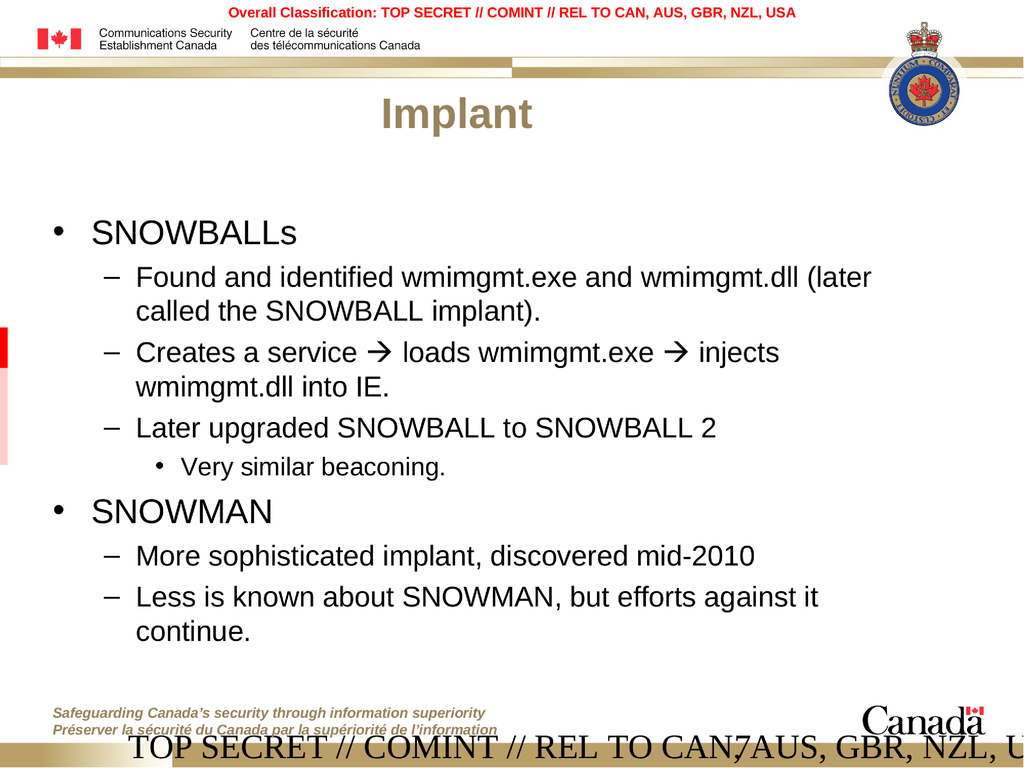 Overall Classification: TOP SECRET // COMINT // REL TO CAN, AUS, GBR, NZL, USA
Communications Security Establishment Canada
Centre de la sécurité des télécommunications Canada
Implant
• SNOWBALLs
– Found and identified wmimgmt.exe and wmimgmt.dll (later
called the SNOWBALL implant).
– Creates a service → loads wmimgmt.exe → injects
wmimgmt.dll into IE.
– Later upgraded SNOWBALL to SNOWBALL 2
• Very similar beaconing.
• SNOWMAN
– More sophisticated implant, discovered mid-2010
– Less is known about SNOWMAN, but efforts against it
continue.
Safeguarding Canada's security through information superiority
Préserver la sécurité du Canada par la supériorité de l'information
Canada
TOP SECRET // COMINT // REL TO CAN, AUS, GBR, NZL, U
7